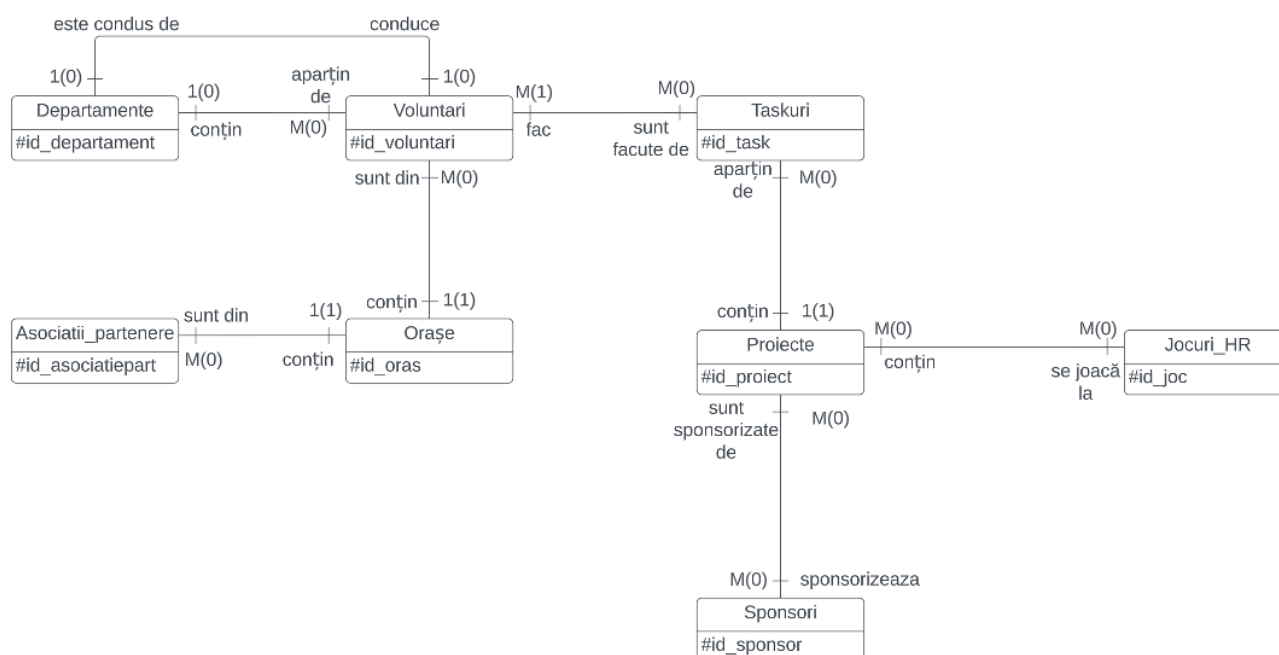 este condus de
conduce
1(0)
1(0)
Departamente
#id_departament
1(0)
conțin
aparțin
de
M(0)
Voluntari
#id_voluntari
M(1)
fac
M(0)
sunt
facute de
Taskuri
#id_task
sunt din
M(0)
aparțin
de
M(0)
conțin
1(1)
Asociatii_partenere
#id_asociatiepart
sunt din
M(0)
1(1)
conțin
Orașe
#id_oras
conțin
1(1)
Proiecte
#id_proiect
M(0)
conțin
M(0)
se joacă
la
Jocuri_HR
#id_joc
sunt
sponsorizate
de
M(0)
M(0)
sponsorizeaza
Sponsori
#id_sponsor